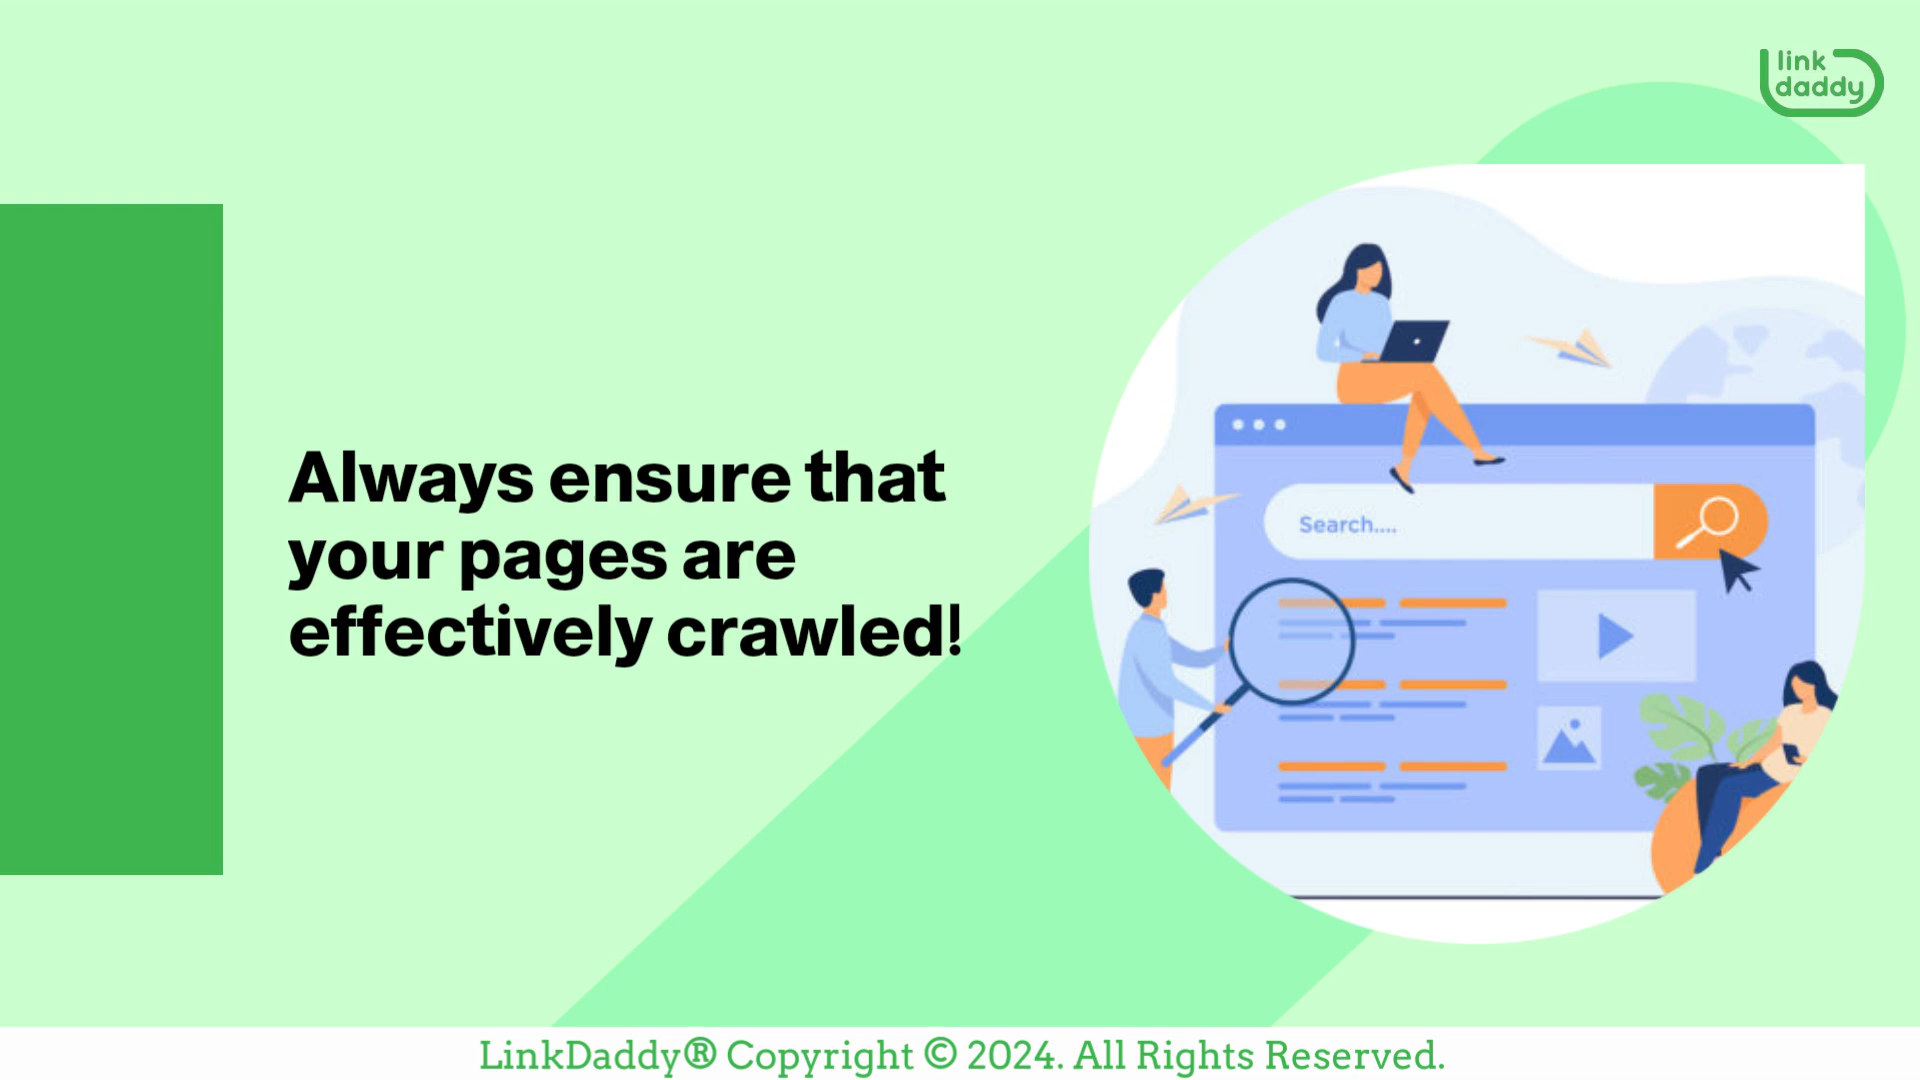 link
daddy
Always ensure that
your pages are
effectively crawled!
Search....
LinkDaddy® Copyright © 2024. All Rights Reserved.